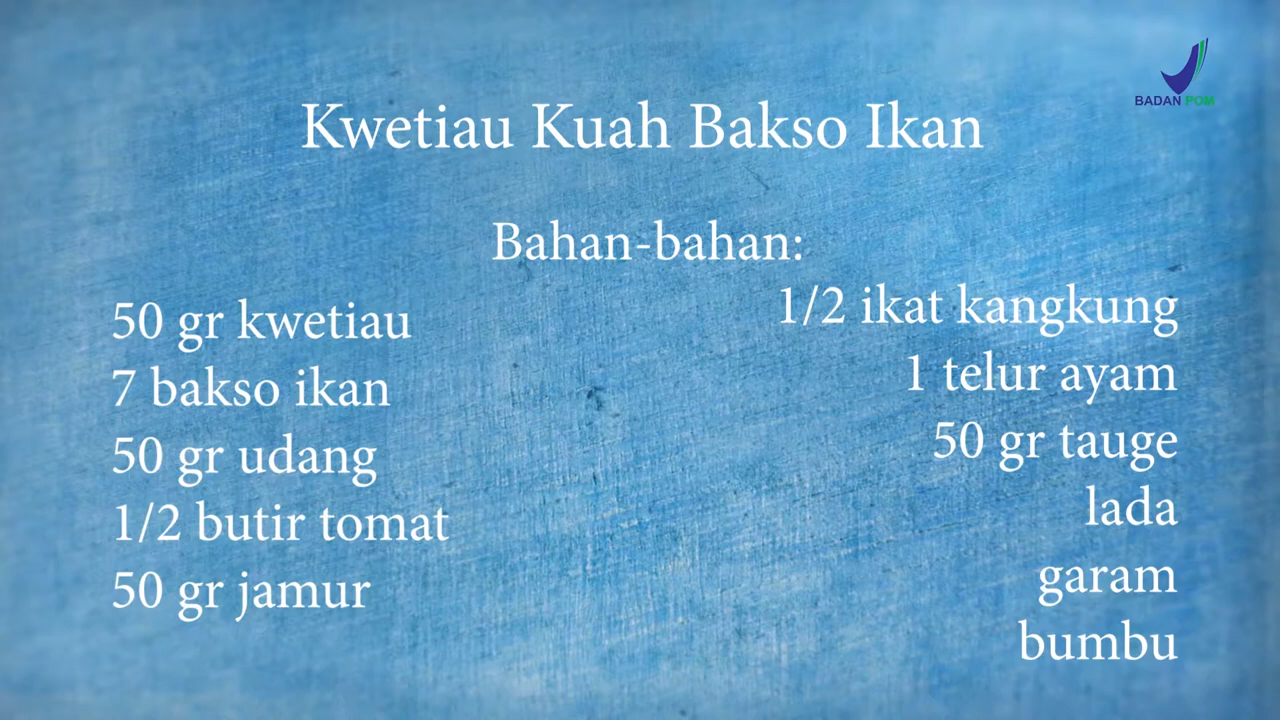 BADAN POM
Kwetiau Kuah Bakso Ikan
Bahan-bahan:
50 gr kwetiau
7 bakso ikan
50 gr udang
1/2 butir tomat
50 gr jamur
1/2 ikat kangkung
1 telur ayam
50 gr tauge
lada
garam
bumbu